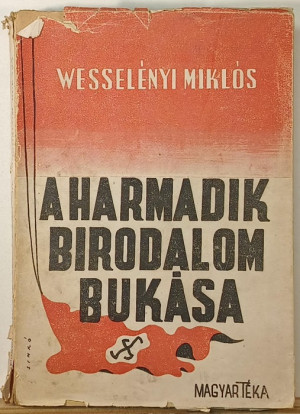 WESSELÉNYI MIKLÓS
A HARMADIK
BIRODALOM
BUKÁSA
MAGYARTÉKA